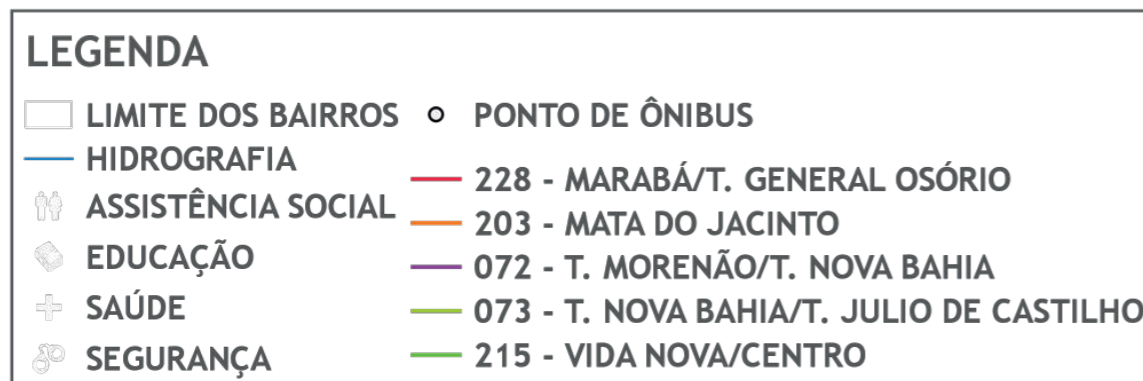 LEGENDA
LIMITE DOS BAIRROS
HIDROGRAFIA
ASSISTÊNCIA SOCIAL
EDUCAÇÃO
SAÚDE
SEGURANÇA
PONTO DE ÔNIBUS
228 - MARABÁ/T. GENERAL OSÓRIO
203 - MATA DO JACINTO
072 - T. MORENÃO/T. NOVA BAHIA
073 - T. NOVA BAHIA/T. JULIO DE CASTILHO
215 - VIDA NOVA/CENTRO